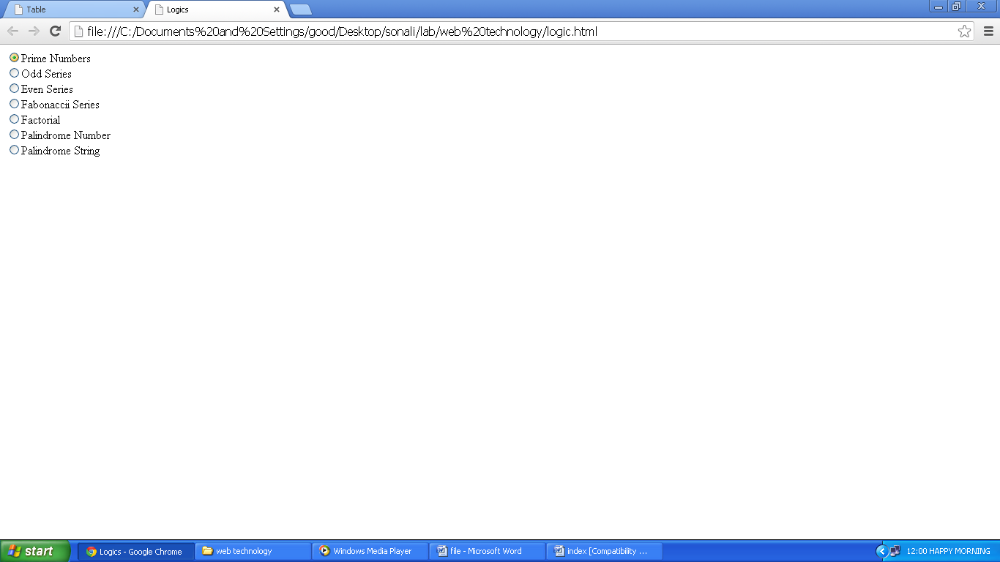 Table
Logics
file:///C:/Documents%20and%20Settings/good/Desktop/sonali/lab/web%20technology/logic.html
Prime Numbers
Odd Series
Even Series
Fabonaccii Series
Factorial
Palindrome Number
Palindrome String
start
Logics - Google Chrome
web technology
Windows Media Player
file - Microsoft Word
index [Compatibility ...
12:00 HAPPY MORNING